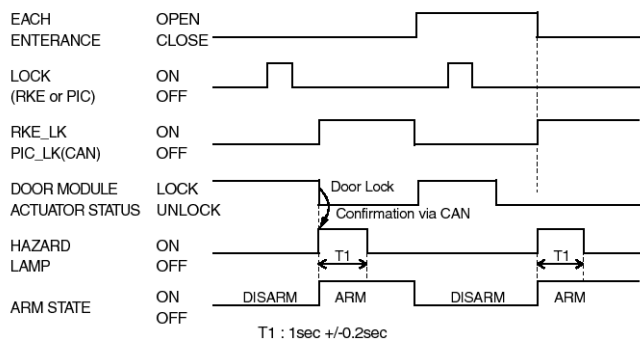 EACH OPEN
ENTERANCE CLOSE
LOCK ON
(RKE or PIC) OFF
RKE_LK ON
PIC_LK(CAN) OFF
DOOR MODULE LOCK Door Lock
ACTUATOR STATUS UNLOCK Confirmation via CAN
HAZARD ON T1 T1
LAMP OFF
ARM STATE ON DISARM ARM DISARM ARM
OFF
T1 : 1sec +/-0.2sec